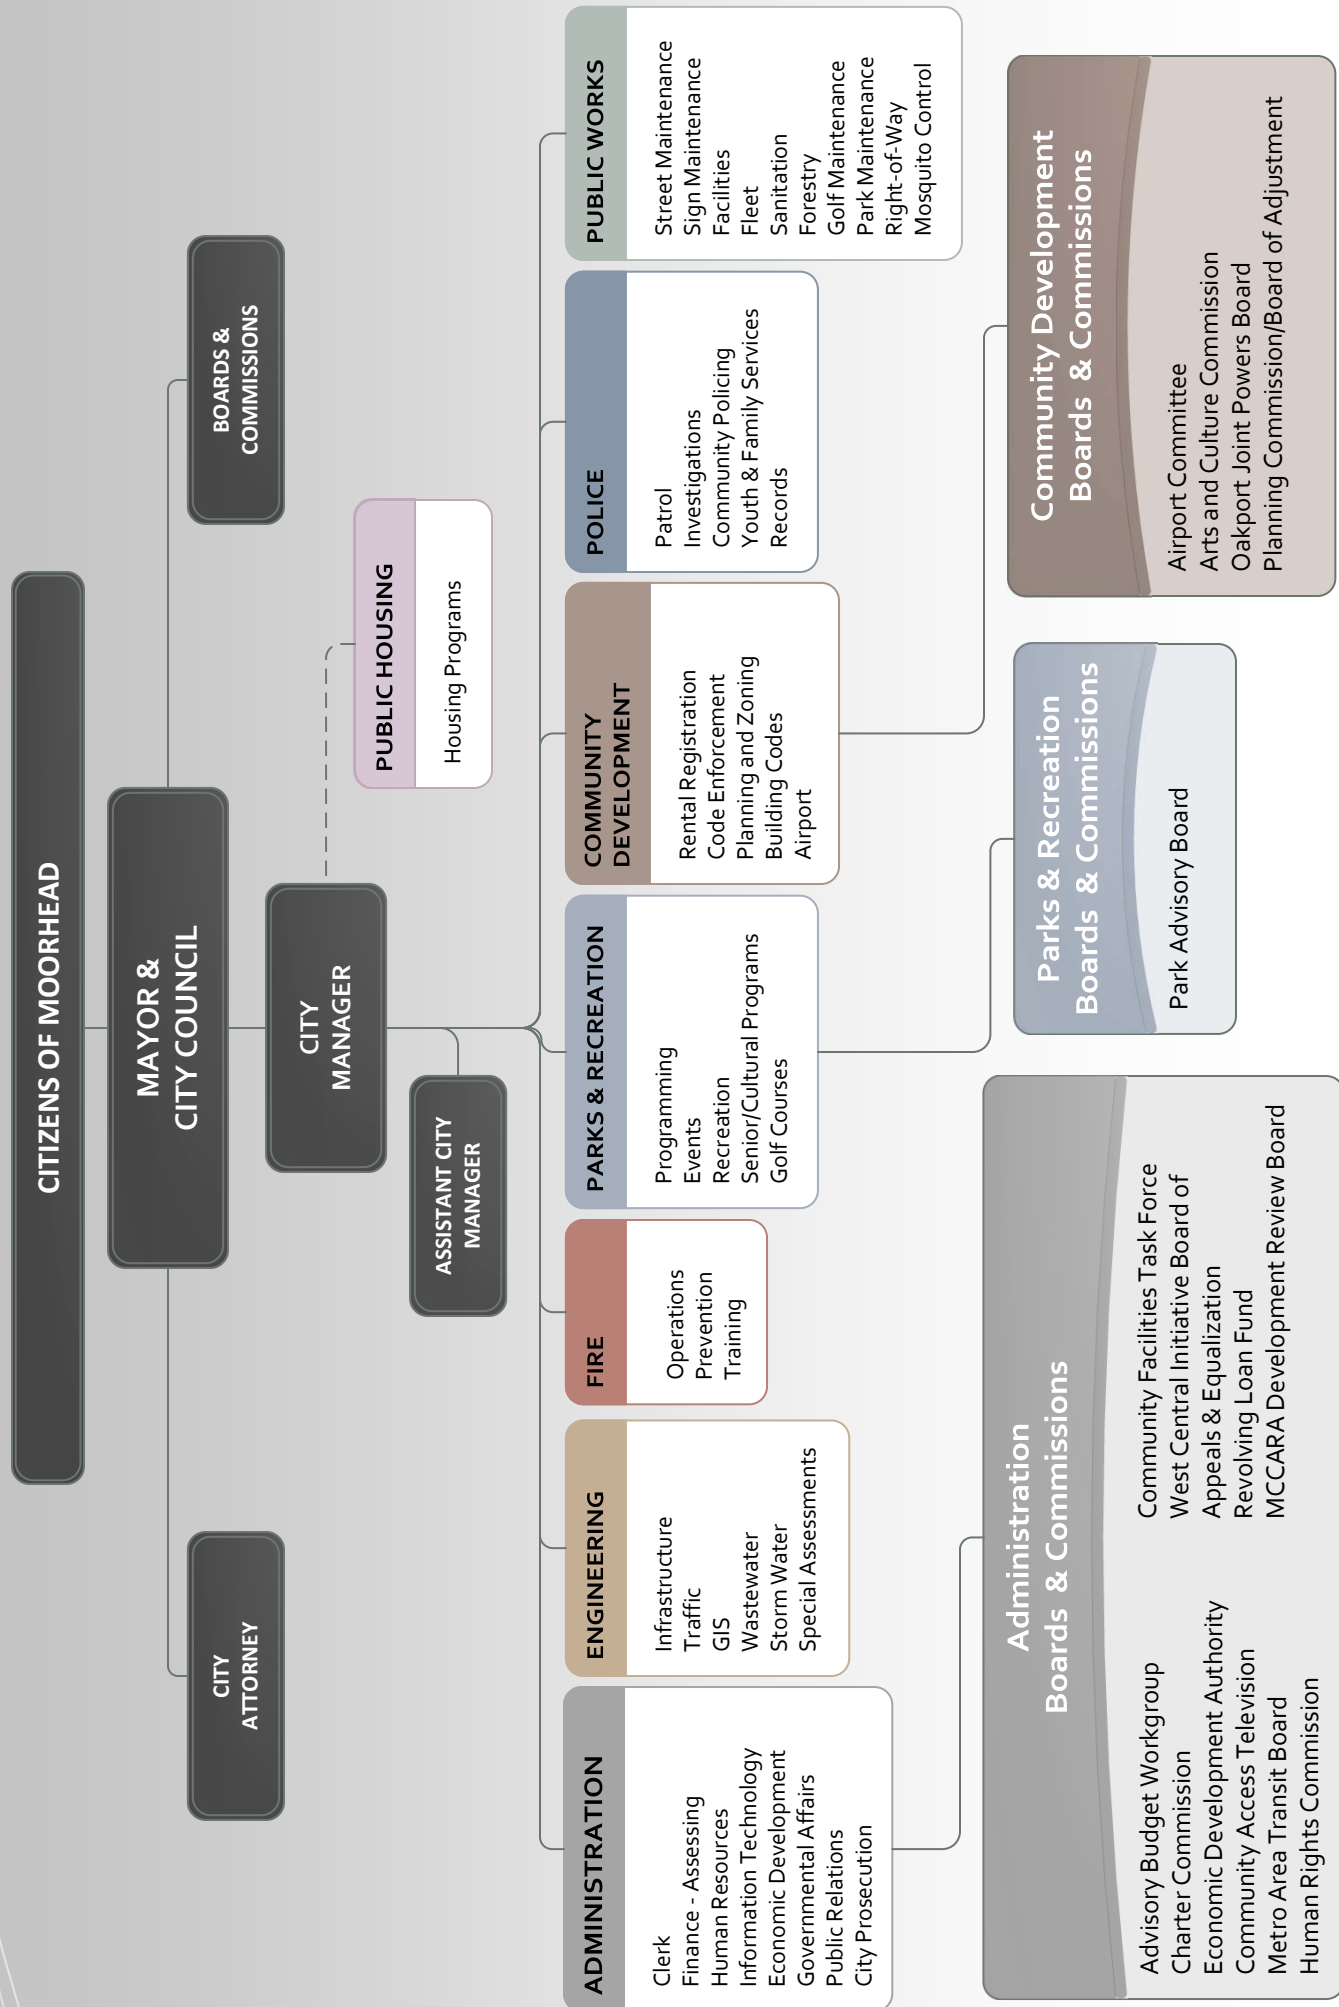 CITIZENS OF MOORHEAD
MAYOR &
CITY COUNCIL
CITY
ATTORNEY
BOARDS &
COMMISSIONS
CITY
MANAGER
PUBLIC HOUSING
Housing Programs
ASSISTANT CITY
MANAGER
ADMINISTRATION
Clerk
Finance - Assessing
Human Resources
Information Technology
Economic Development
Governmental Affairs
Public Relations
City Prosecution
ENGINEERING
Infrastructure
Traffic
GIS
Wastewater
Storm Water
Special Assessments
FIRE
Operations
Prevention
Training
PARKS & RECREATION
Programming
Events
Recreation
Senior/Cultural Programs
Golf Courses
COMMUNITY
DEVELOPMENT
Rental Registration
Code Enforcement
Planning and Zoning
Building Codes
Airport
POLICE
Patrol
Investigations
Community Policing
Youth & Family Services
Records
PUBLIC WORKS
Street Maintenance
Sign Maintenance
Facilities
Fleet
Sanitation
Forestry
Golf Maintenance
Park Maintenance
Right-of-Way
Mosquito Control
Administration
Boards & Commissions
Advisory Budget Workgroup
Charter Commission
Economic Development Authority
Community Access Television
Metro Area Transit Board
Human Rights Commission
Community Facilities Task Force
West Central Initiative Board of
Appeals & Equalization
Revolving Loan Fund
MCCARA Development Review Board
Parks & Recreation
Boards & Commissions
Park Advisory Board
Community Development
Boards & Commissions
Airport Committee
Arts and Culture Commission
Oakport Joint Powers Board
Planning Commission/Board of Adjustment